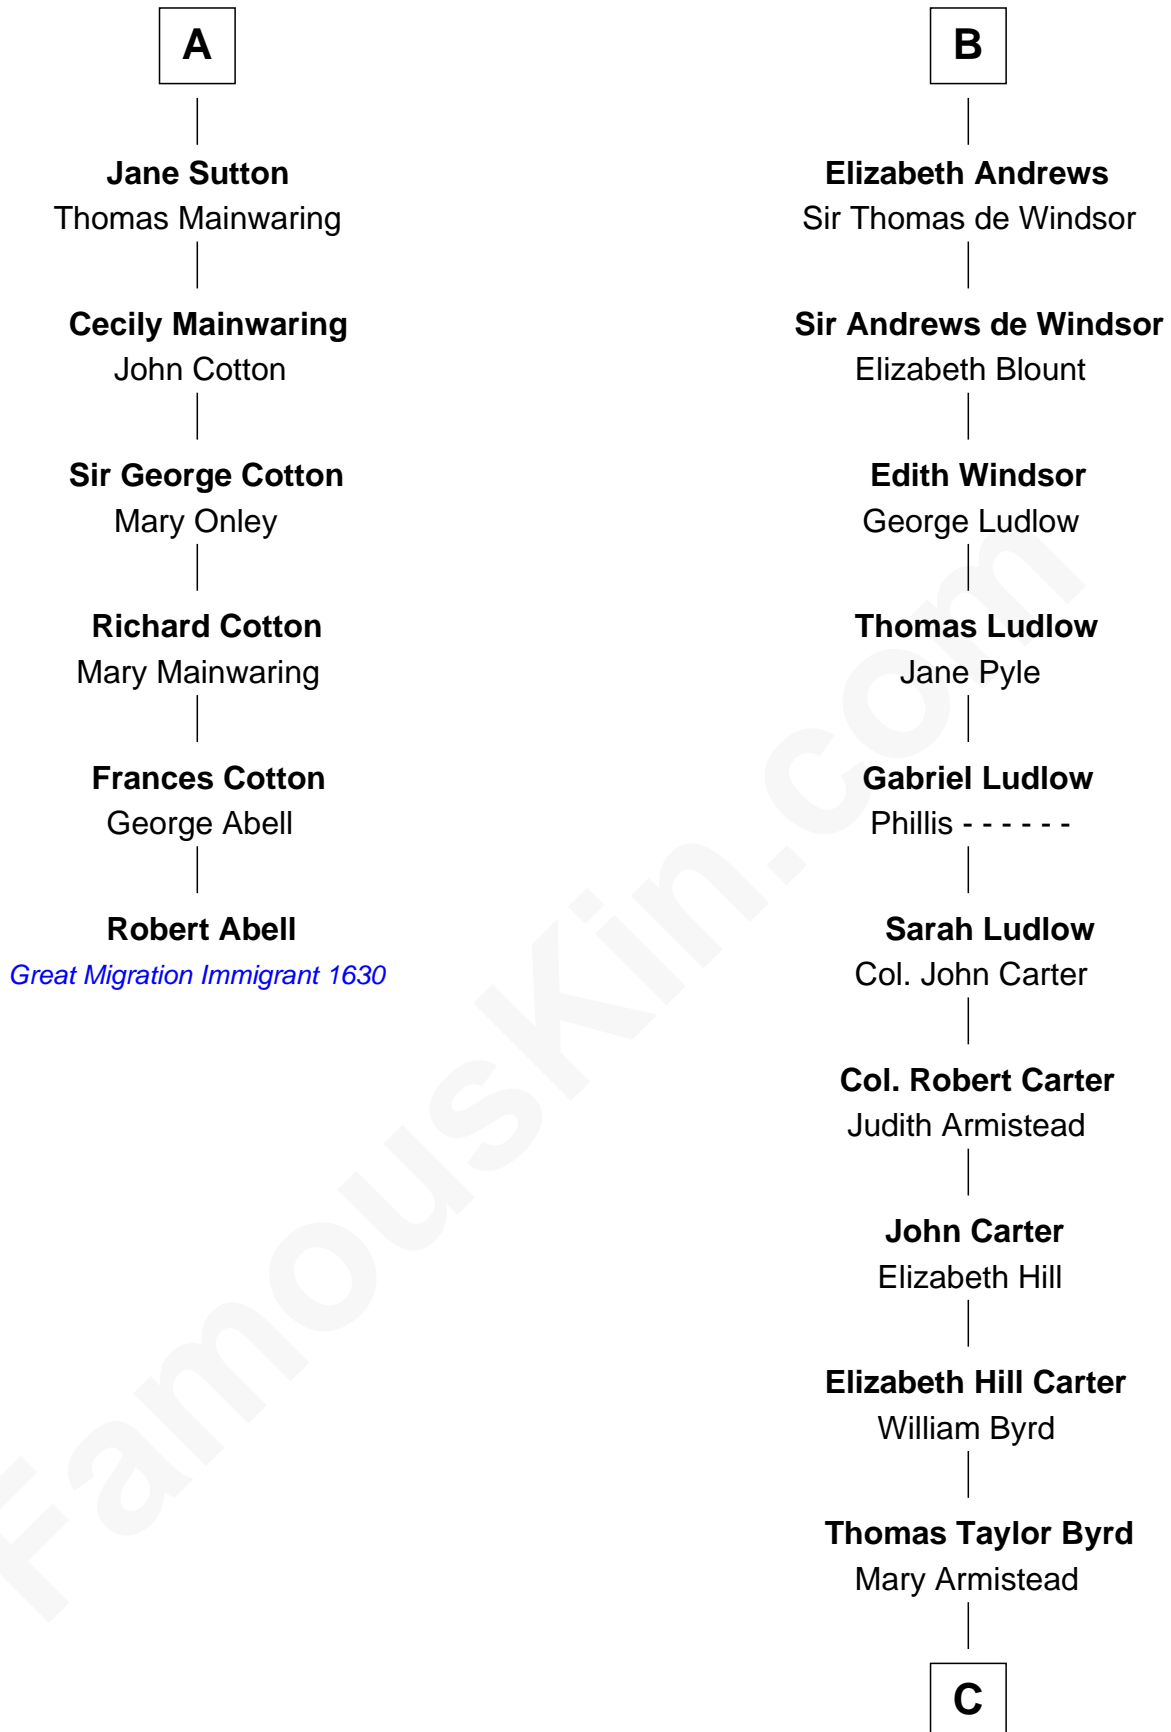 A
Jane Sutton
Thomas Mainwaring
Cecily Mainwaring
John Cotton
Sir George Cotton
Mary Onley
Richard Cotton
Mary Mainwaring
Frances Cotton
George Abell
Robert Abell
Great Migration Immigrant 1630
B
Elizabeth Andrews
Sir Thomas de Windsor
Sir Andrews de Windsor
Elizabeth Blount
Edith Windsor
George Ludlow
Thomas Ludlow
Jane Pyle
Gabriel Ludlow
Phillis - - - - - -
Sarah Ludlow
Col. John Carter
Col. Robert Carter
Judith Armistead
John Carter
Elizabeth Hill
Elizabeth Hill Carter
William Byrd
Thomas Taylor Byrd
Mary Armistead
C
FamousKin.com